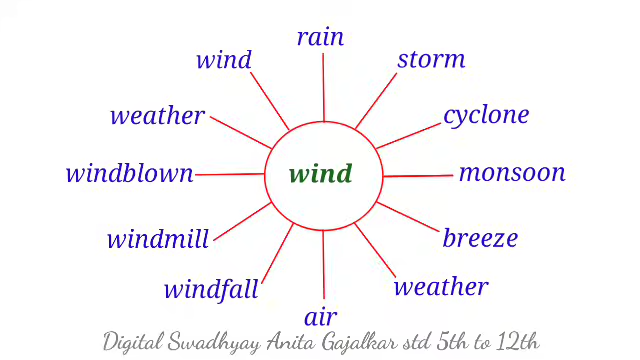 rain
wind
storm
weather
cyclone
windblown
wind
monsoon
windmill
breeze
windfall
weather
air
Digital Swadhyay Anita Gajalkar std 5th to 12th